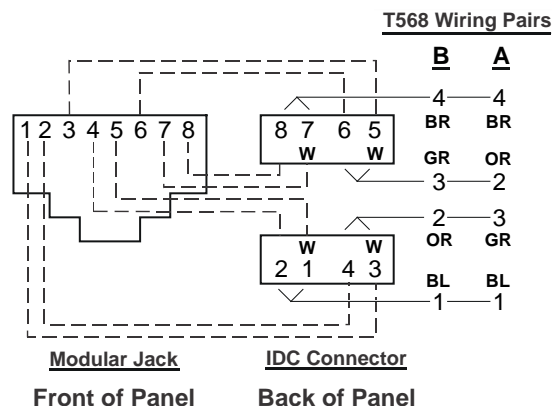 T568 Wiring Pairs
B A
4 4
BR BR
1 2 3 4 5 6 7 8
8 7 6 5
W W
GR OR
3 2
2 3
OR GR
W W
2 1 4 3
BL BL
1 1
Modular Jack IDC Connector
Front of Panel Back of Panel